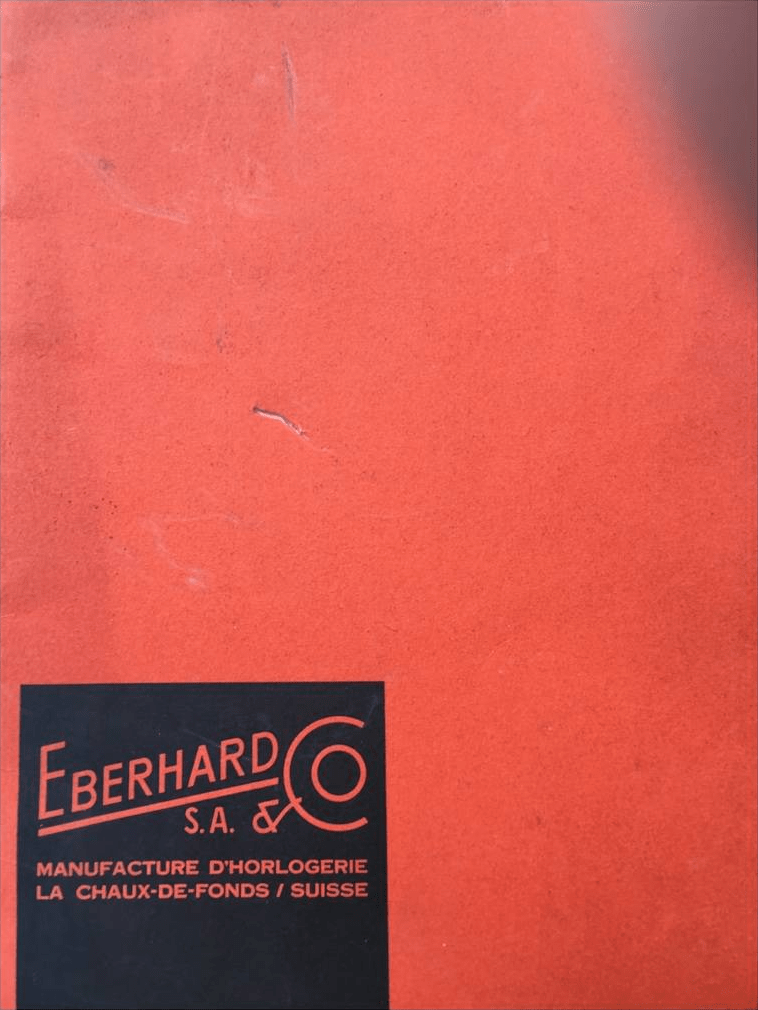 EBERHARD & CO
S.A.
MANUFACTURE D'HORLOGERIE
LA CHAUX-DE-FONDS / SUISSE